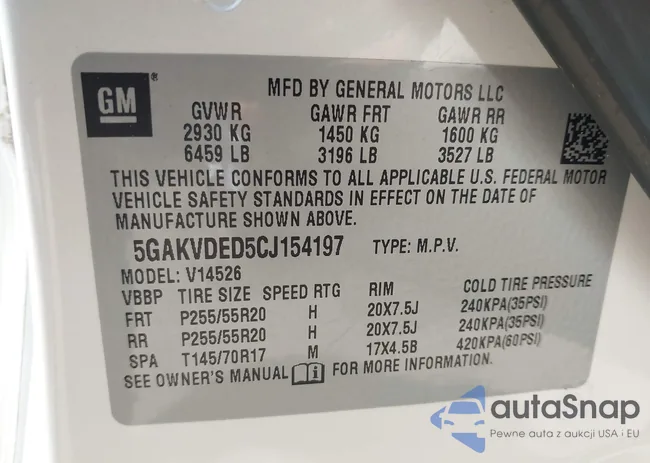 GM ®
MFD BY GENERAL MOTORS LLC
GVWR GAWR FRT GAWR RR
2930 KG 1450 KG 1600 KG
6459 LB 3196 LB 3527 LB
THIS VEHICLE CONFORMS TO ALL APPLICABLE U.S. FEDERAL MOTOR
VEHICLE SAFETY STANDARDS IN EFFECT ON THE DATE OF
MANUFACTURE SHOWN ABOVE.
5GAKVDED5CJ154197 TYPE: M.P.V.
MODEL: V14526
VBBP TIRE SIZE SPEED RTG RIM COLD TIRE PRESSURE
FRT P255/55R20 H 20X7.5J 240KPA(35PSI)
RR P255/55R20 H 20X7.5J 240KPA(35PSI)
SPA T145/70R17 M 17X4.5B 420KPA(60PSI)
SEE OWNER'S MANUAL i FOR MORE INFORMATION.
autaSnap
Pewne auta z aukcji USA i EU